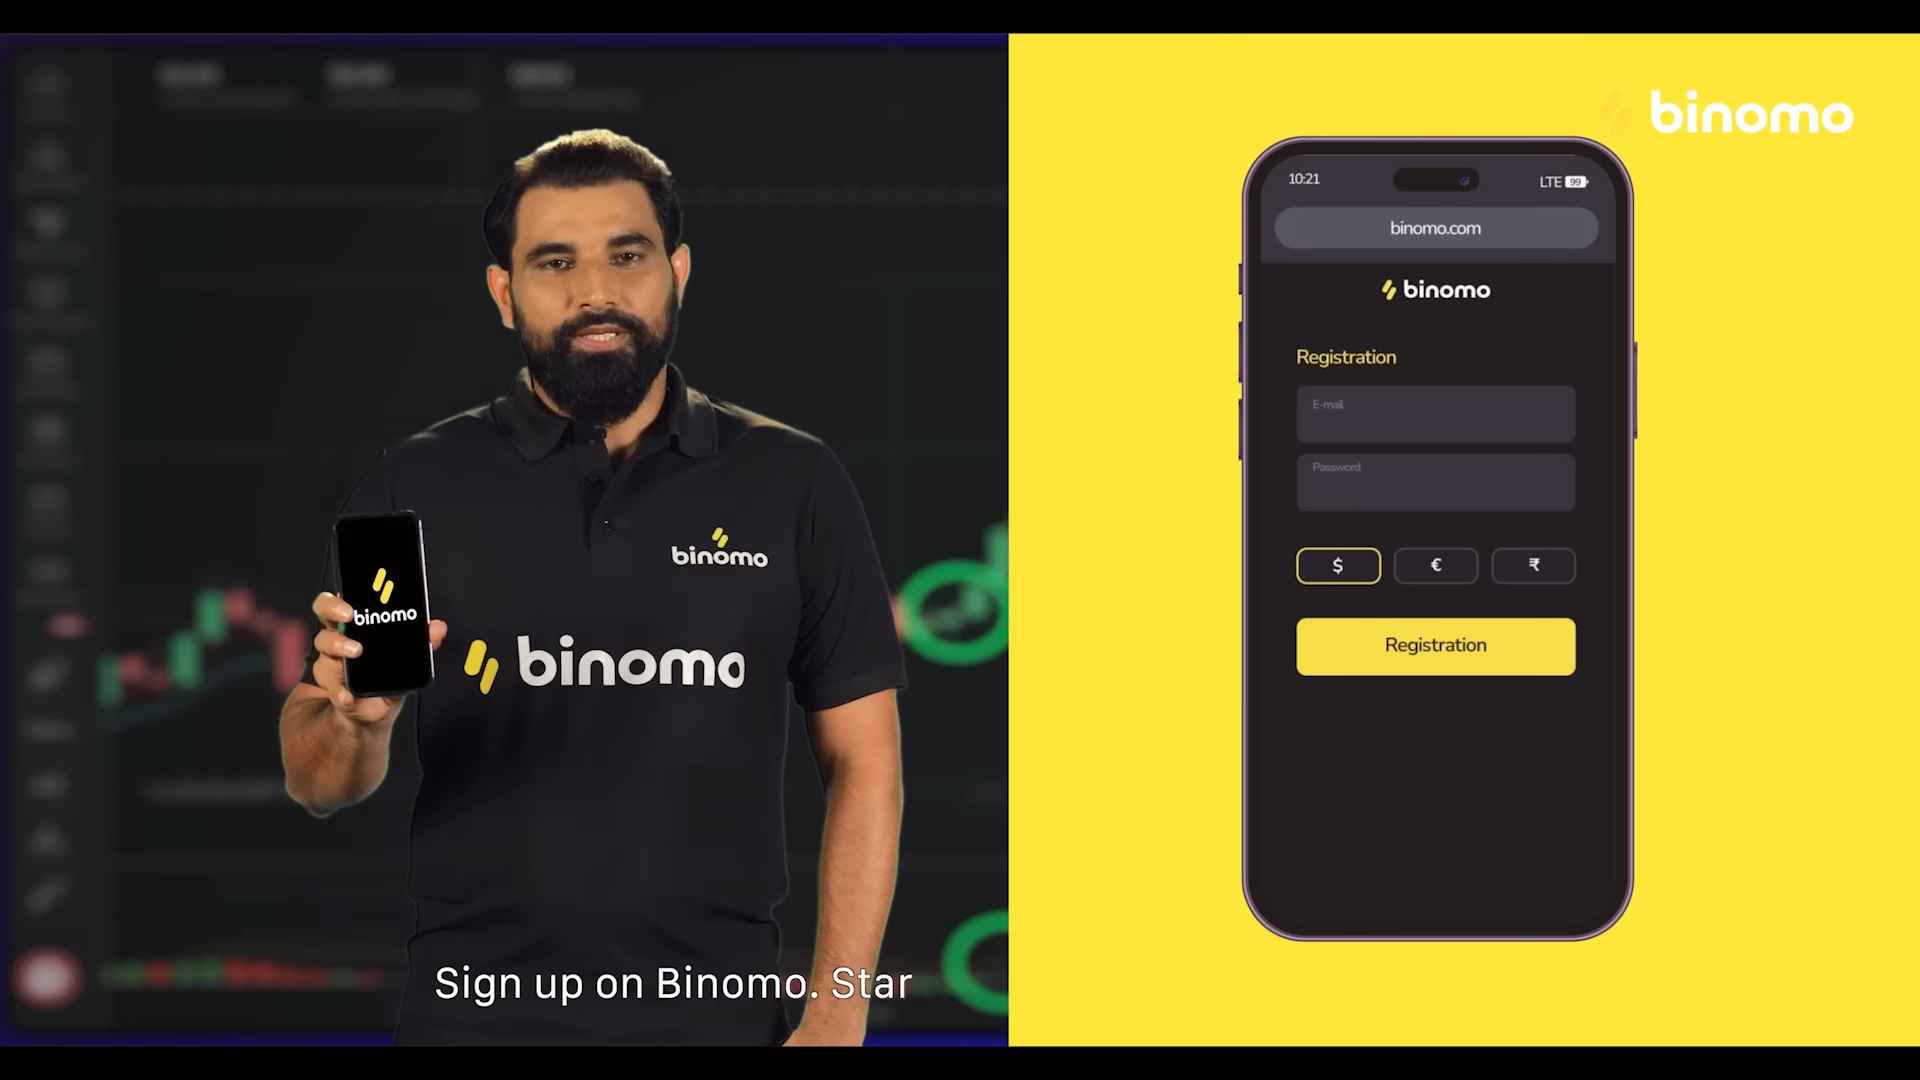 binomo
binomo
binomo
Sign up on Binomo. Star
binomo
10:21
LTE 99
binomo.com
binomo
Registration
E-mail
Password
$
€
₹
Registration